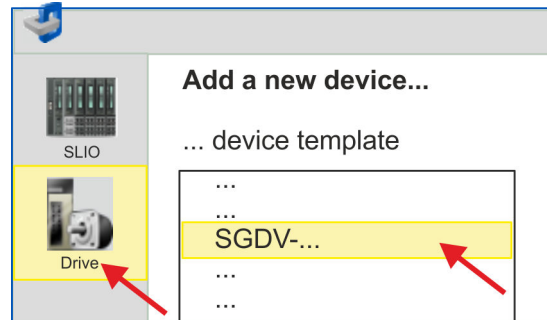 Add a new device...
SLIO
... device template
...
...
SGDV-...
Drive
...
...